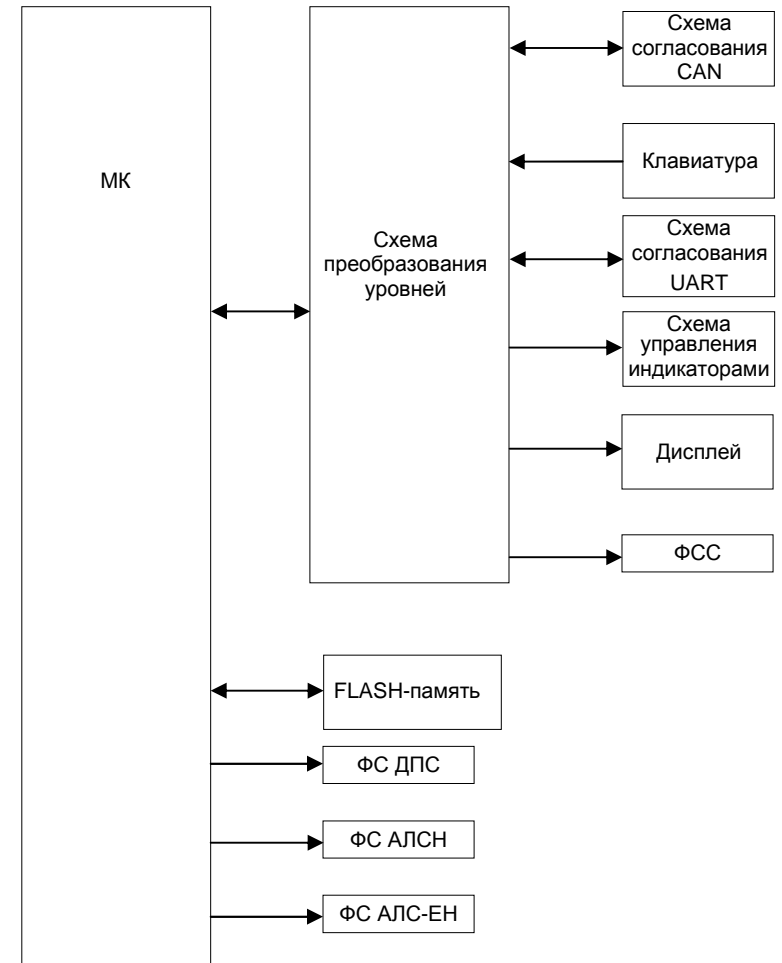 МК
Схема
преобразования
уровней
Схема
согласования
CAN
Клавиатура
Схема
согласования
UART
Схема
управления
индикаторами
Дисплей
ФСС
FLASH-память
ФС ДПС
ФС АЛСН
ФС АЛС-ЕН